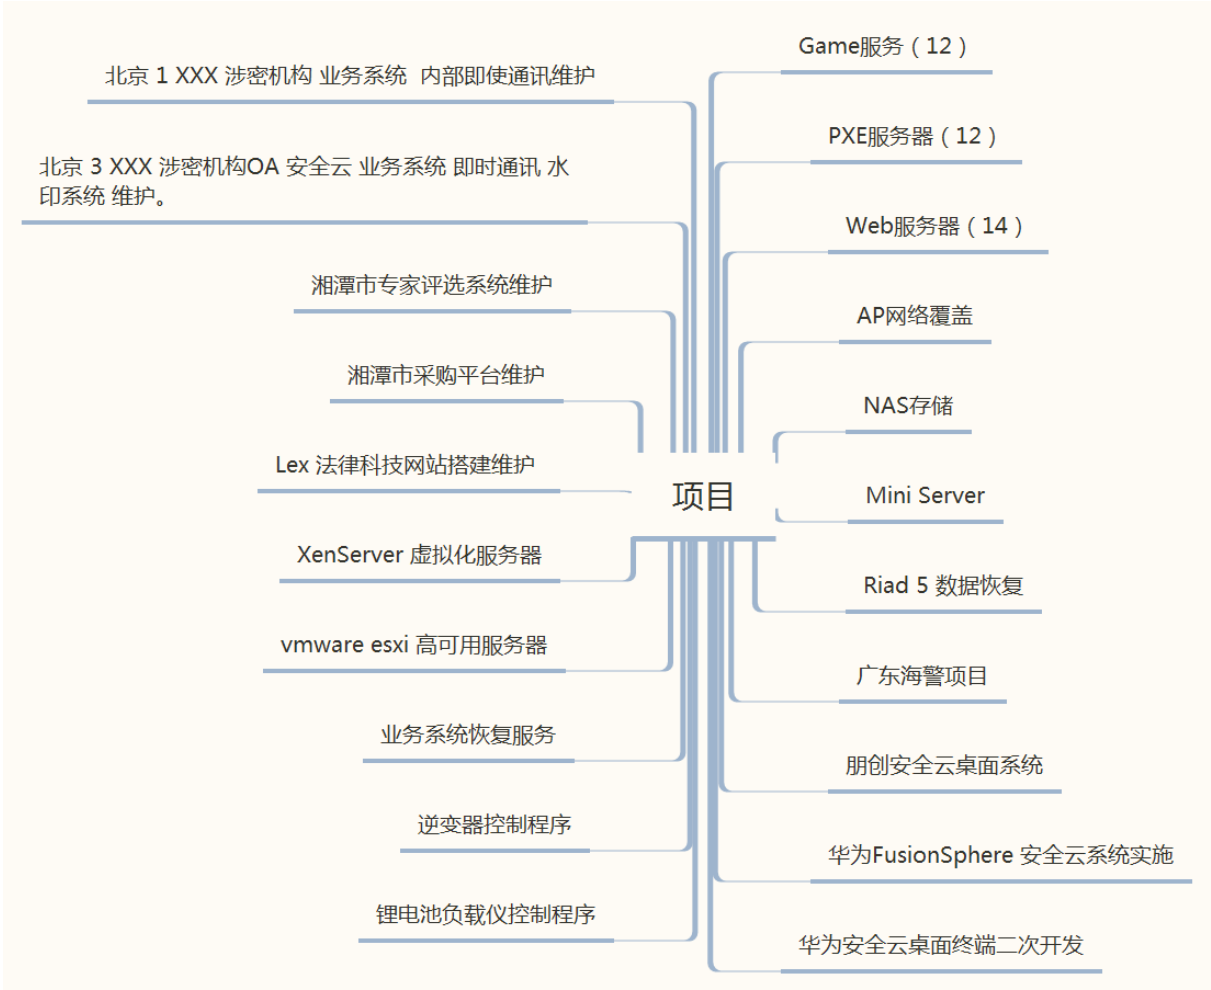 北京 1 XXX 涉密机构 业务系统  内部即使通讯维护
北京 3 XXX 涉密机构OA 安全云 业务系统 即时通讯 水
印系统 维护。
湘潭市专家评选系统维护
湘潭市采购平台维护
Lex 法律科技网站搭建维护
XenServer 虚拟化服务器
vmware esxi 高可用服务器
业务系统恢复服务
逆变器控制程序
锂电池负载仪控制程序
项目
Game服务（12）
PXE服务器（12）
Web服务器（14）
AP网络覆盖
NAS存储
Mini Server
Riad 5 数据恢复
广东海警项目
朋创安全云桌面系统
华为FusionSphere 安全云系统实施
华为安全云桌面终端二次开发